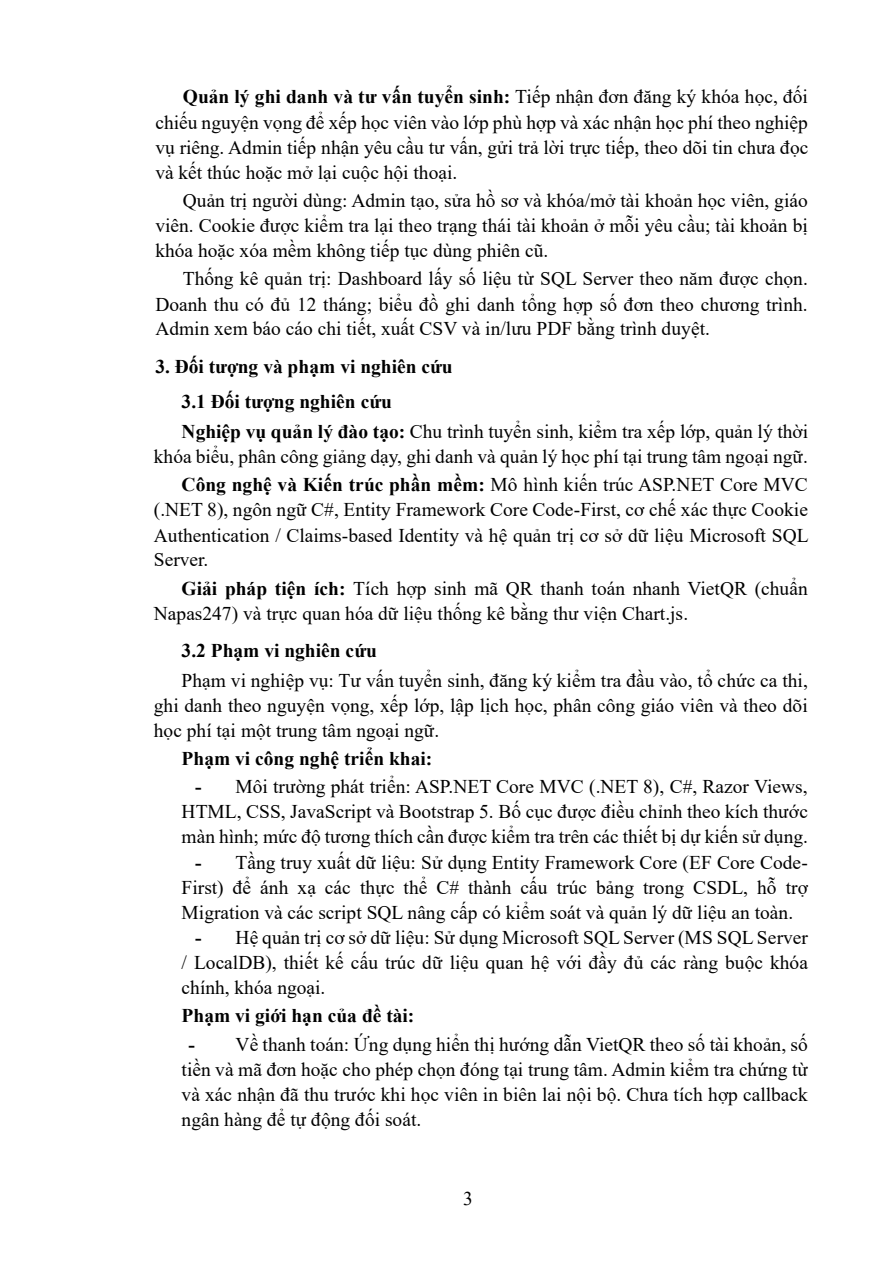 Quản lý ghi danh và tư vấn tuyển sinh: Tiếp nhận đơn đăng ký khóa học, đối
chiếu nguyện vọng để xếp học viên vào lớp phù hợp và xác nhận học phí theo nghiệp
vụ riêng. Admin tiếp nhận yêu cầu tư vấn, gửi trả lời trực tiếp, theo dõi tin chưa đọc
và kết thúc hoặc mở lại cuộc hội thoại.
Quản trị người dùng: Admin tạo, sửa hồ sơ và khóa/mở tài khoản học viên, giáo
viên. Cookie được kiểm tra lại theo trạng thái tài khoản ở mỗi yêu cầu; tài khoản bị
khóa hoặc xóa mềm không tiếp tục dùng phiên cũ.
Thống kê quản trị: Dashboard lấy số liệu từ SQL Server theo năm được chọn.
Doanh thu có đủ 12 tháng; biểu đồ ghi danh tổng hợp số đơn theo chương trình.
Admin xem báo cáo chi tiết, xuất CSV và in/lưu PDF bằng trình duyệt.
3. Đối tượng và phạm vi nghiên cứu
3.1 Đối tượng nghiên cứu
Nghiệp vụ quản lý đào tạo: Chu trình tuyển sinh, kiểm tra xếp lớp, quản lý thời
khóa biểu, phân công giảng dạy, ghi danh và quản lý học phí tại trung tâm ngoại ngữ.
Công nghệ và Kiến trúc phần mềm: Mô hình kiến trúc ASP.NET Core MVC
(.NET 8), ngôn ngữ C#, Entity Framework Core Code-First, cơ chế xác thực Cookie
Authentication / Claims-based Identity và hệ quản trị cơ sở dữ liệu Microsoft SQL
Server.
Giải pháp tiện ích: Tích hợp sinh mã QR thanh toán nhanh VietQR (chuẩn
Napas247) và trực quan hóa dữ liệu thống kê bằng thư viện Chart.js.
3.2 Phạm vi nghiên cứu
Phạm vi nghiệp vụ: Tư vấn tuyển sinh, đăng ký kiểm tra đầu vào, tổ chức ca thi,
ghi danh theo nguyện vọng, xếp lớp, lập lịch học, phân công giáo viên và theo dõi
học phí tại một trung tâm ngoại ngữ.
Phạm vi công nghệ triển khai:
- Môi trường phát triển: ASP.NET Core MVC (.NET 8), C#, Razor Views,
HTML, CSS, JavaScript và Bootstrap 5. Bố cục được điều chỉnh theo kích thước
màn hình; mức độ tương thích cần được kiểm tra trên các thiết bị dự kiến sử dụng.
- Tầng truy xuất dữ liệu: Sử dụng Entity Framework Core (EF Core Code-
First) để ánh xạ các thực thể C# thành cấu trúc bảng trong CSDL, hỗ trợ
Migration và các script SQL nâng cấp có kiểm soát và quản lý dữ liệu an toàn.
- Hệ quản trị cơ sở dữ liệu: Sử dụng Microsoft SQL Server (MS SQL Server
/ LocalDB), thiết kế cấu trúc dữ liệu quan hệ với đầy đủ các ràng buộc khóa
chính, khóa ngoại.
Phạm vi giới hạn của đề tài:
- Về thanh toán: Ứng dụng hiển thị hướng dẫn VietQR theo số tài khoản, số
tiền và mã đơn hoặc cho phép chọn đóng tại trung tâm. Admin kiểm tra chứng từ
và xác nhận đã thu trước khi học viên in biên lai nội bộ. Chưa tích hợp callback
ngân hàng để tự động đối soát.
3